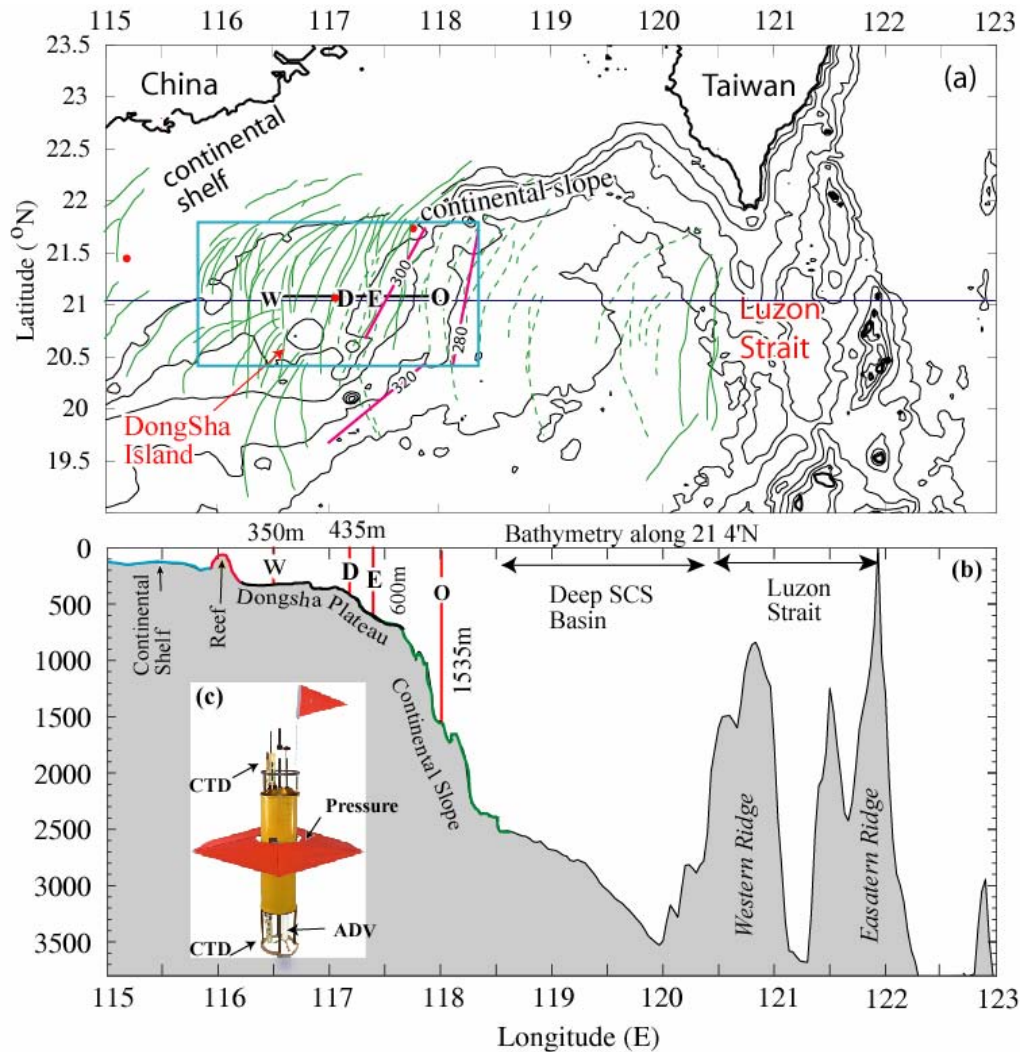 115 116 117 118 119 120 121 122 123
23.5
23
22.5
22
21.5
21
20.5
20
19.5
Latitude (°N)
China
Taiwan
(a)
continental
shelf
continental slope
300
280
320
W D E O
Luzon
Strait
DongSha
Island
350m 435m Bathymetry along 21 4'N
0
500
1000
1500
2000
2500
3000
3500
W D E O
600m
1535m
Dongsha Plateau
Continental
Shelf
Reef
Continental Slope
Deep SCS
Basin
Luzon
Strait
(b)
Western Ridge
Easatern Ridge
(c)
CTD
Pressure
ADV
CTD
115 116 117 118 119 120 121 122 123
Longitude (E)